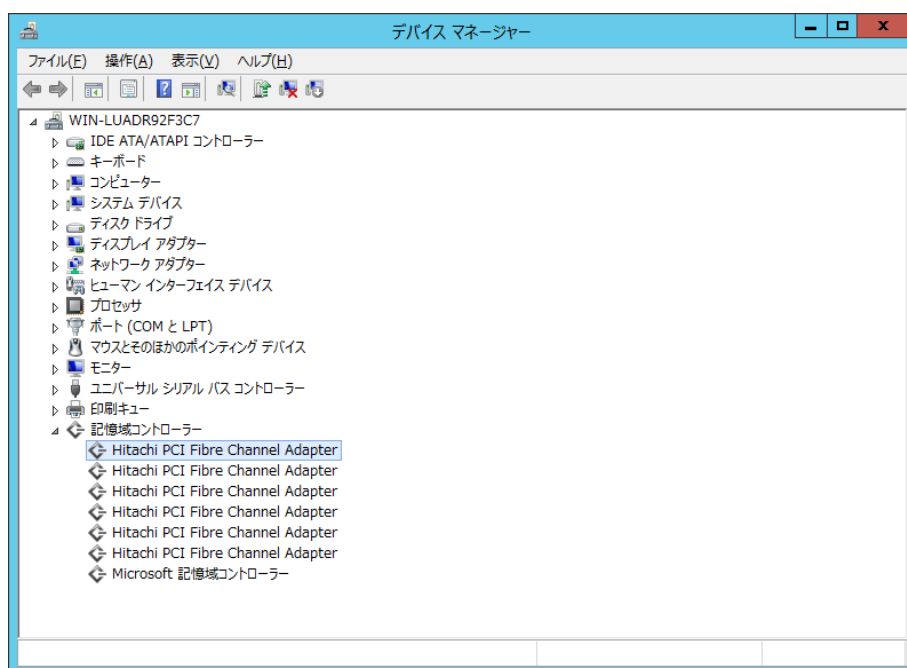 デバイス マネージャー
ファイル(F) 操作(A) 表示(V) ヘルプ(H)
WIN-LUADR92F3C7
IDE ATA/ATAPI コントローラー
キーボード
コンピューター
システム デバイス
ディスク ドライブ
ディスプレイ アダプター
ネットワーク アダプター
ヒューマン インターフェイス デバイス
プロセッサ
ポート (COM と LPT)
マウスとそのほかのポインティング デバイス
モニター
ユニバーサル シリアル バス コントローラー
印刷キュー
記憶域コントローラー
Hitachi PCI Fibre Channel Adapter
Hitachi PCI Fibre Channel Adapter
Hitachi PCI Fibre Channel Adapter
Hitachi PCI Fibre Channel Adapter
Hitachi PCI Fibre Channel Adapter
Hitachi PCI Fibre Channel Adapter
Microsoft 記憶域コントローラー